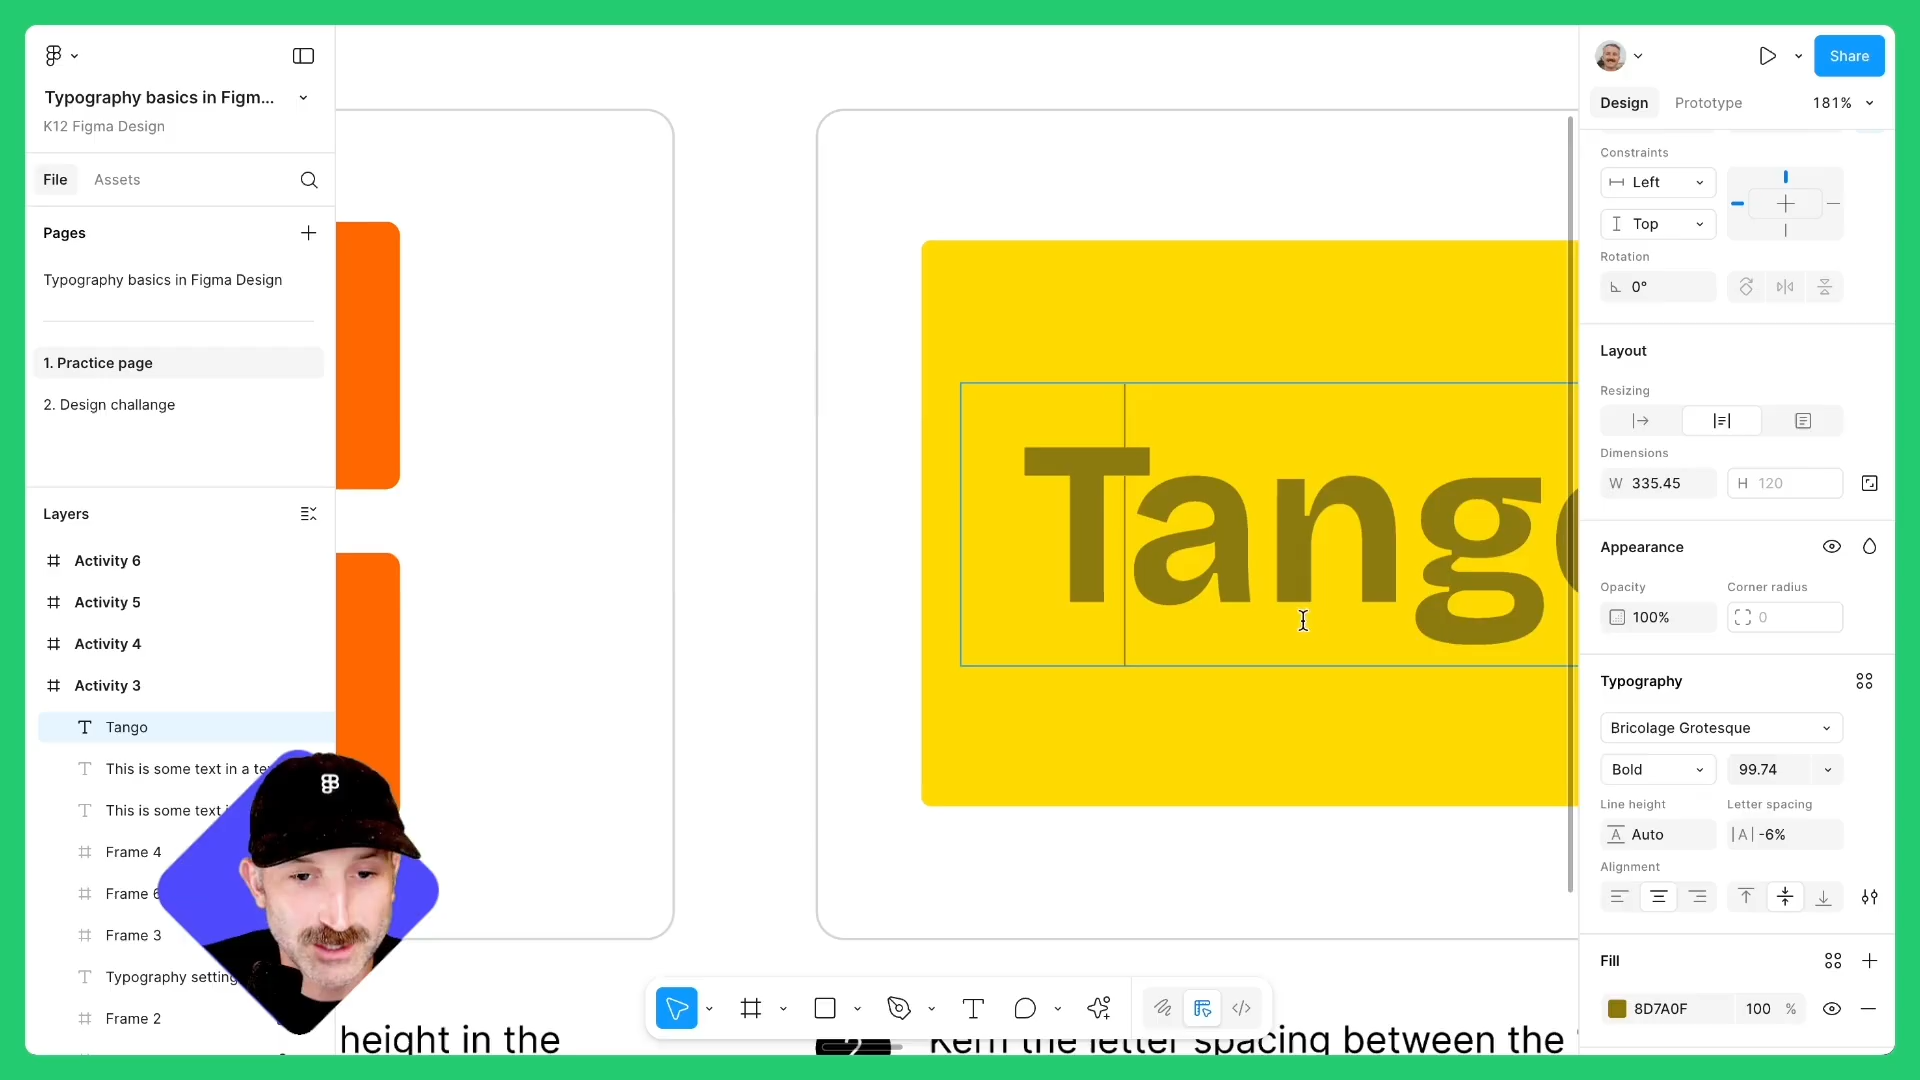 Typography basics in Figm...
K12 Figma Design
File
Assets
Pages
Typography basics in Figma Design
1. Practice page
2. Design challange
Layers
Activity 6
Activity 5
Activity 4
Activity 3
Tango
This is some text in a te
This is some text i
Frame 4
Frame 6
Frame 3
Typography setting
Frame 2
height in the
Tango
2
Kern the letter spacing between the
Share
Design
Prototype
181%
Constraints
Left
Top
Rotation
0°
Layout
Resizing
Dimensions
W 335.45
H 120
Appearance
Opacity
Corner radius
100%
0
Typography
Bricolage Grotesque
Bold
99.74
Line height
Letter spacing
A Auto
|A| -6%
Alignment
Fill
8D7A0F
100 %